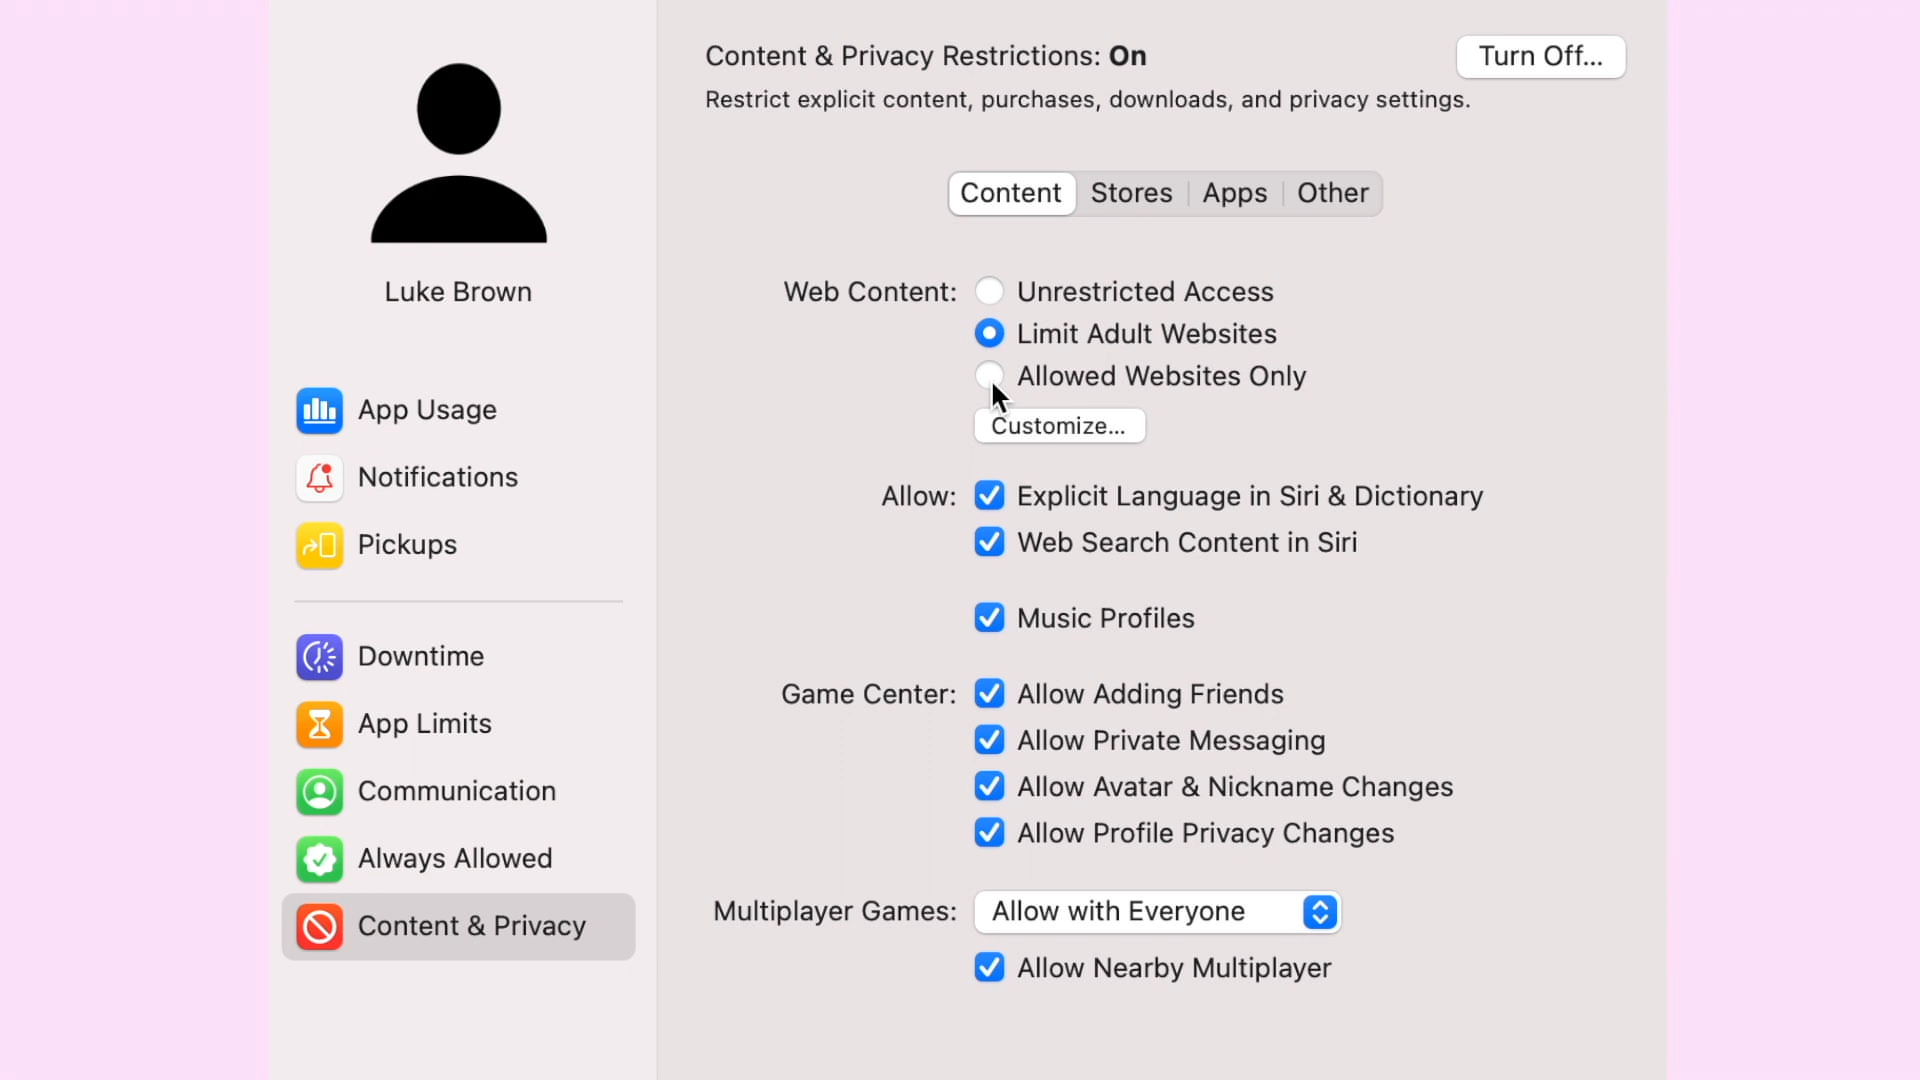 Luke Brown
App Usage
Notifications
Pickups
Downtime
App Limits
Communication
Always Allowed
Content & Privacy
Content & Privacy Restrictions: On
Turn Off...
Restrict explicit content, purchases, downloads, and privacy settings.
Content Stores Apps Other
Web Content: Unrestricted Access
Limit Adult Websites
Allowed Websites Only
Customize...
Allow: Explicit Language in Siri & Dictionary
Web Search Content in Siri
Music Profiles
Game Center: Allow Adding Friends
Allow Private Messaging
Allow Avatar & Nickname Changes
Allow Profile Privacy Changes
Multiplayer Games: Allow with Everyone
Allow Nearby Multiplayer